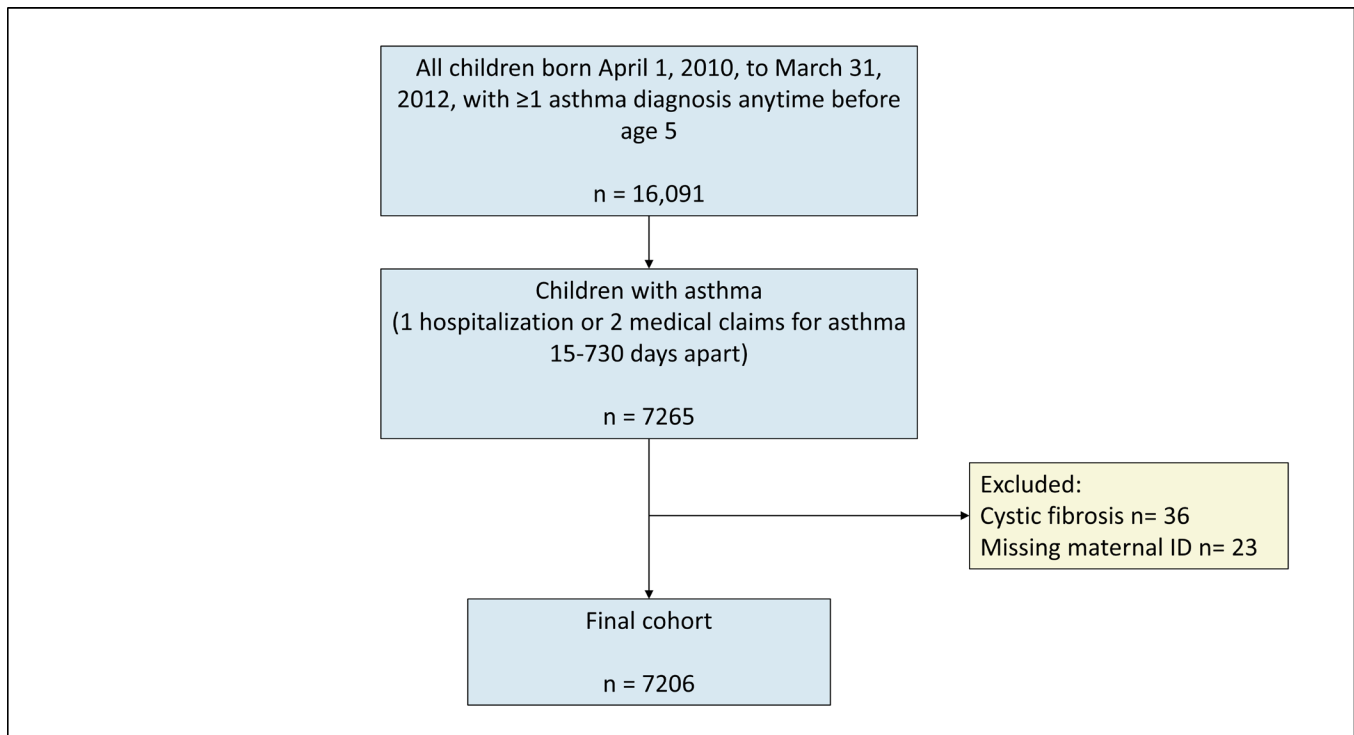 All children born April 1, 2010, to March 31,
2012, with ≥1 asthma diagnosis anytime before
age 5
n = 16,091
Children with asthma
(1 hospitalization or 2 medical claims for asthma
15-730 days apart)
n = 7265
Excluded:
Cystic fibrosis n= 36
Missing maternal ID n= 23
Final cohort
n = 7206